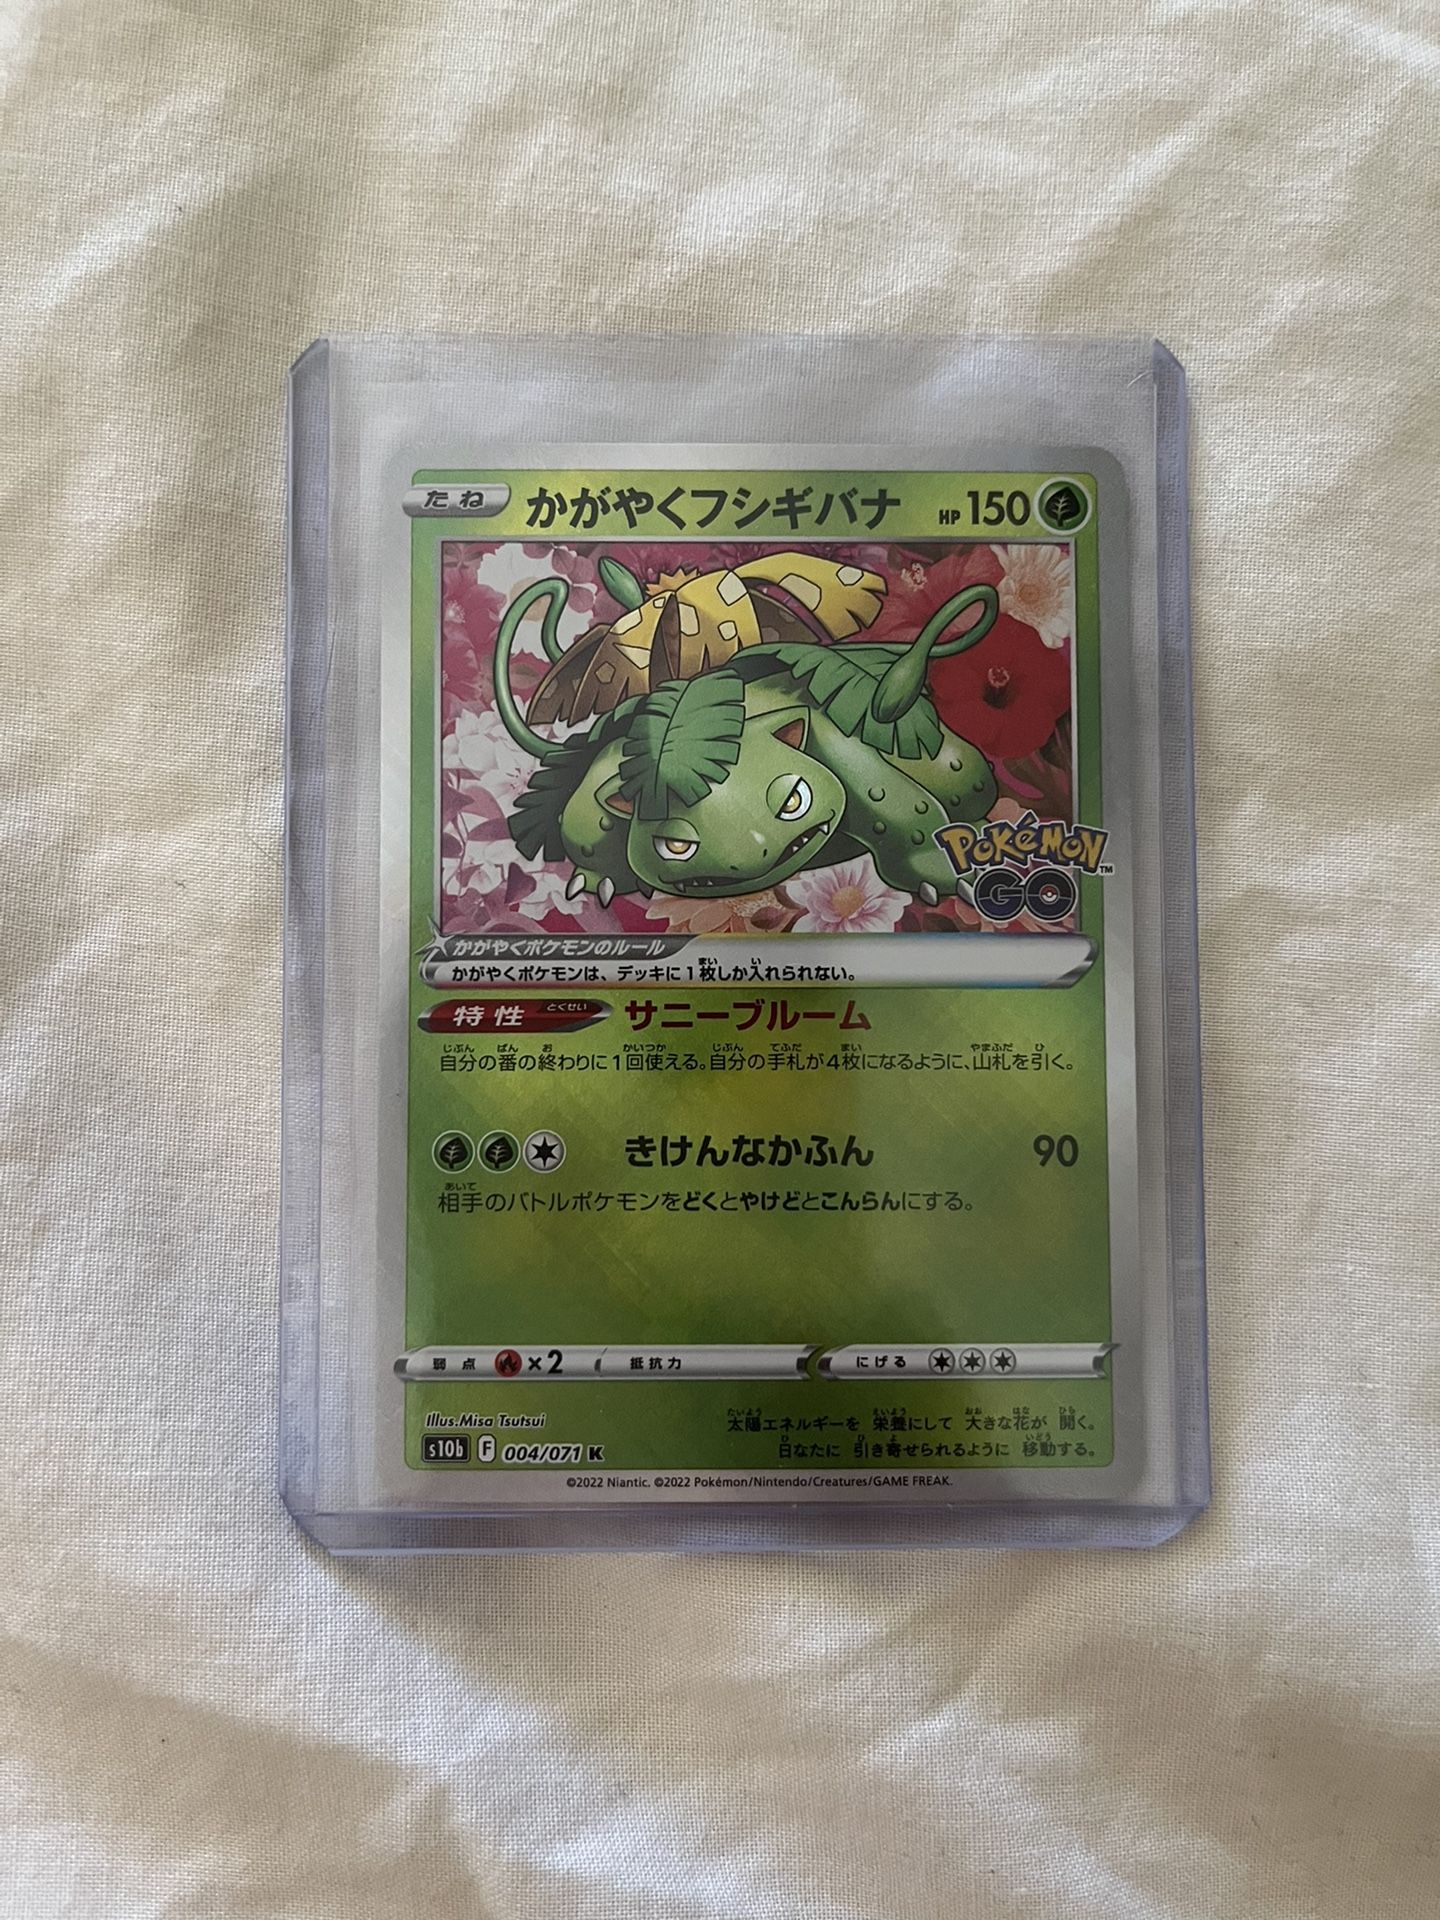 たね かがやくフシギバナ HP 150
POKéMON™
GO
かがやくポケモンのルール
かがやくポケモンは、デッキに1枚しか入れられない。
特性 とくせい サニーブルーム
自分の番の終わりに1回使える。自分の手札が4枚になるように、山札を引く。
きけんなかふん 90
相手のバトルポケモンをどくとやけどとこんらんにする。
弱点 ×2 抵抗力 にげる
Illus. Misa Tsutsui
太陽エネルギーを 栄養にして 大きな花が 開く。
s10b F 004/071 K
日なたに 引き寄せられるように 移動する。
©2022 Niantic. ©2022 Pokémon/Nintendo/Creatures/GAME FREAK.